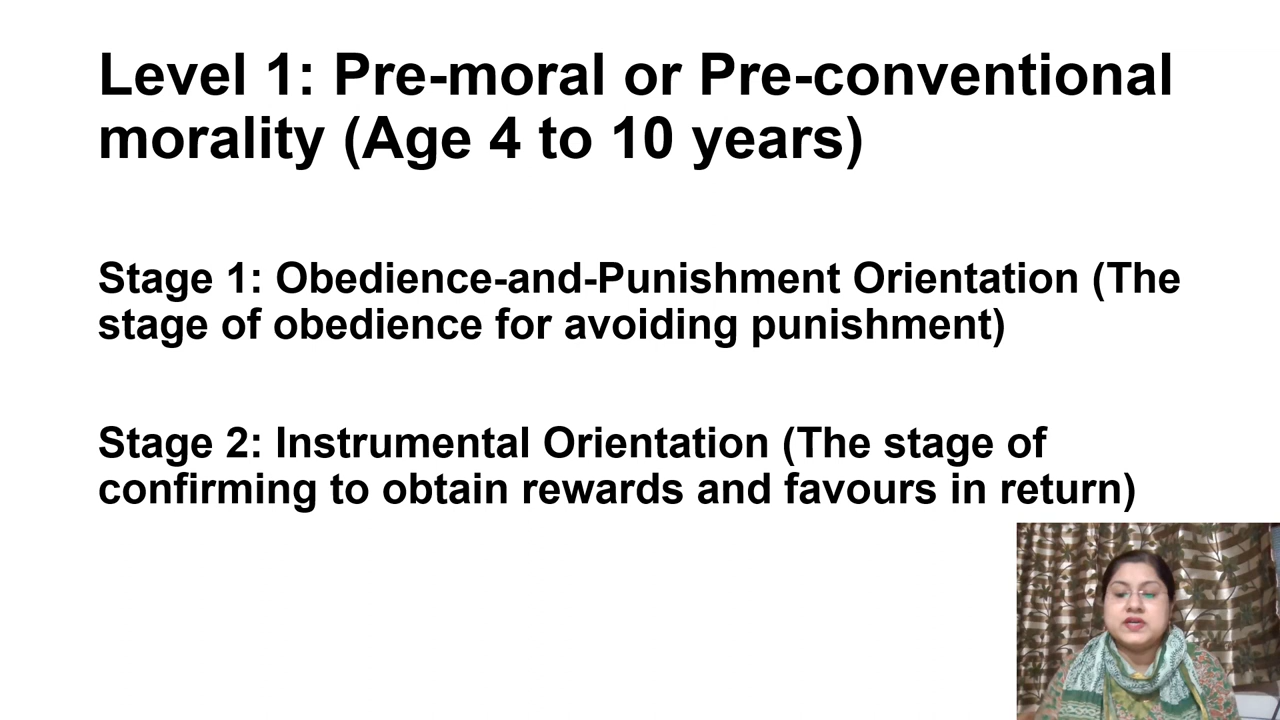 Level 1: Pre-moral or Pre-conventional
morality (Age 4 to 10 years)
Stage 1: Obedience-and-Punishment Orientation (The
stage of obedience for avoiding punishment)
Stage 2: Instrumental Orientation (The stage of
confirming to obtain rewards and favours in return)